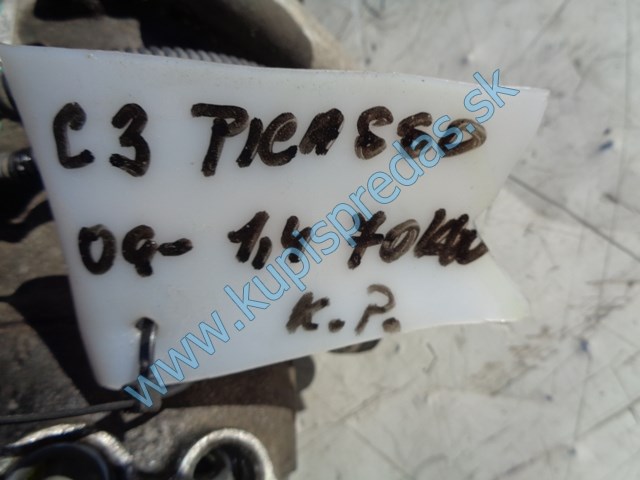 C3 PICASSO
09- 1,4 70kW
K.P.
www.kupispredas.sk